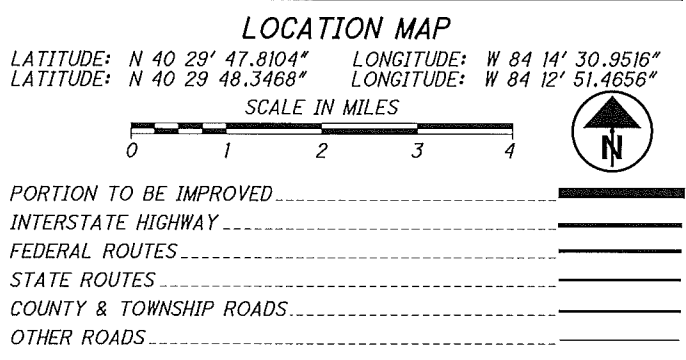 LOCATION MAP
LATITUDE: N 40 29' 47.8104" LONGITUDE: W 84 14' 30.9516"
LATITUDE: N 40 29 48.3468" LONGITUDE: W 84 12' 51.4656"
SCALE IN MILES
0 1 2 3 4
N
PORTION TO BE IMPROVED
INTERSTATE HIGHWAY
FEDERAL ROUTES
STATE ROUTES
COUNTY & TOWNSHIP ROADS
OTHER ROADS